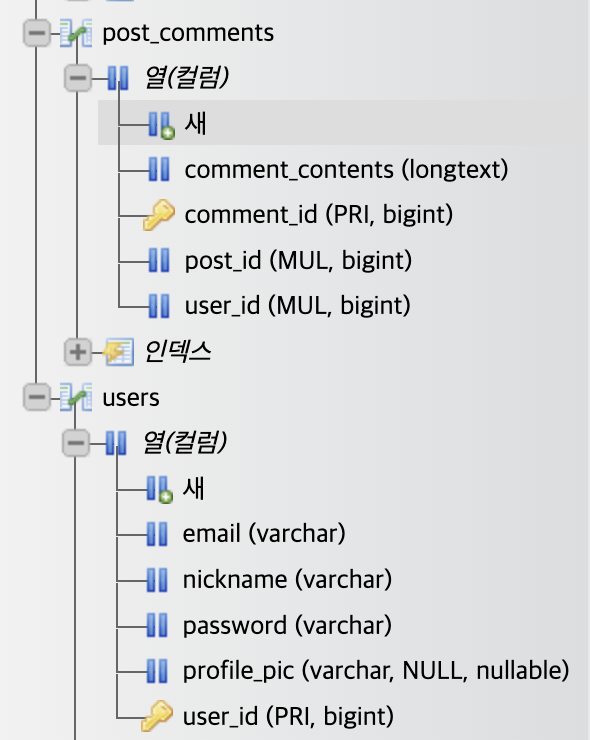 post_comments
열(컬럼)
새
comment_contents (longtext)
comment_id (PRI, bigint)
post_id (MUL, bigint)
user_id (MUL, bigint)
인덱스
users
열(컬럼)
새
email (varchar)
nickname (varchar)
password (varchar)
profile_pic (varchar, NULL, nullable)
user_id (PRI, bigint)